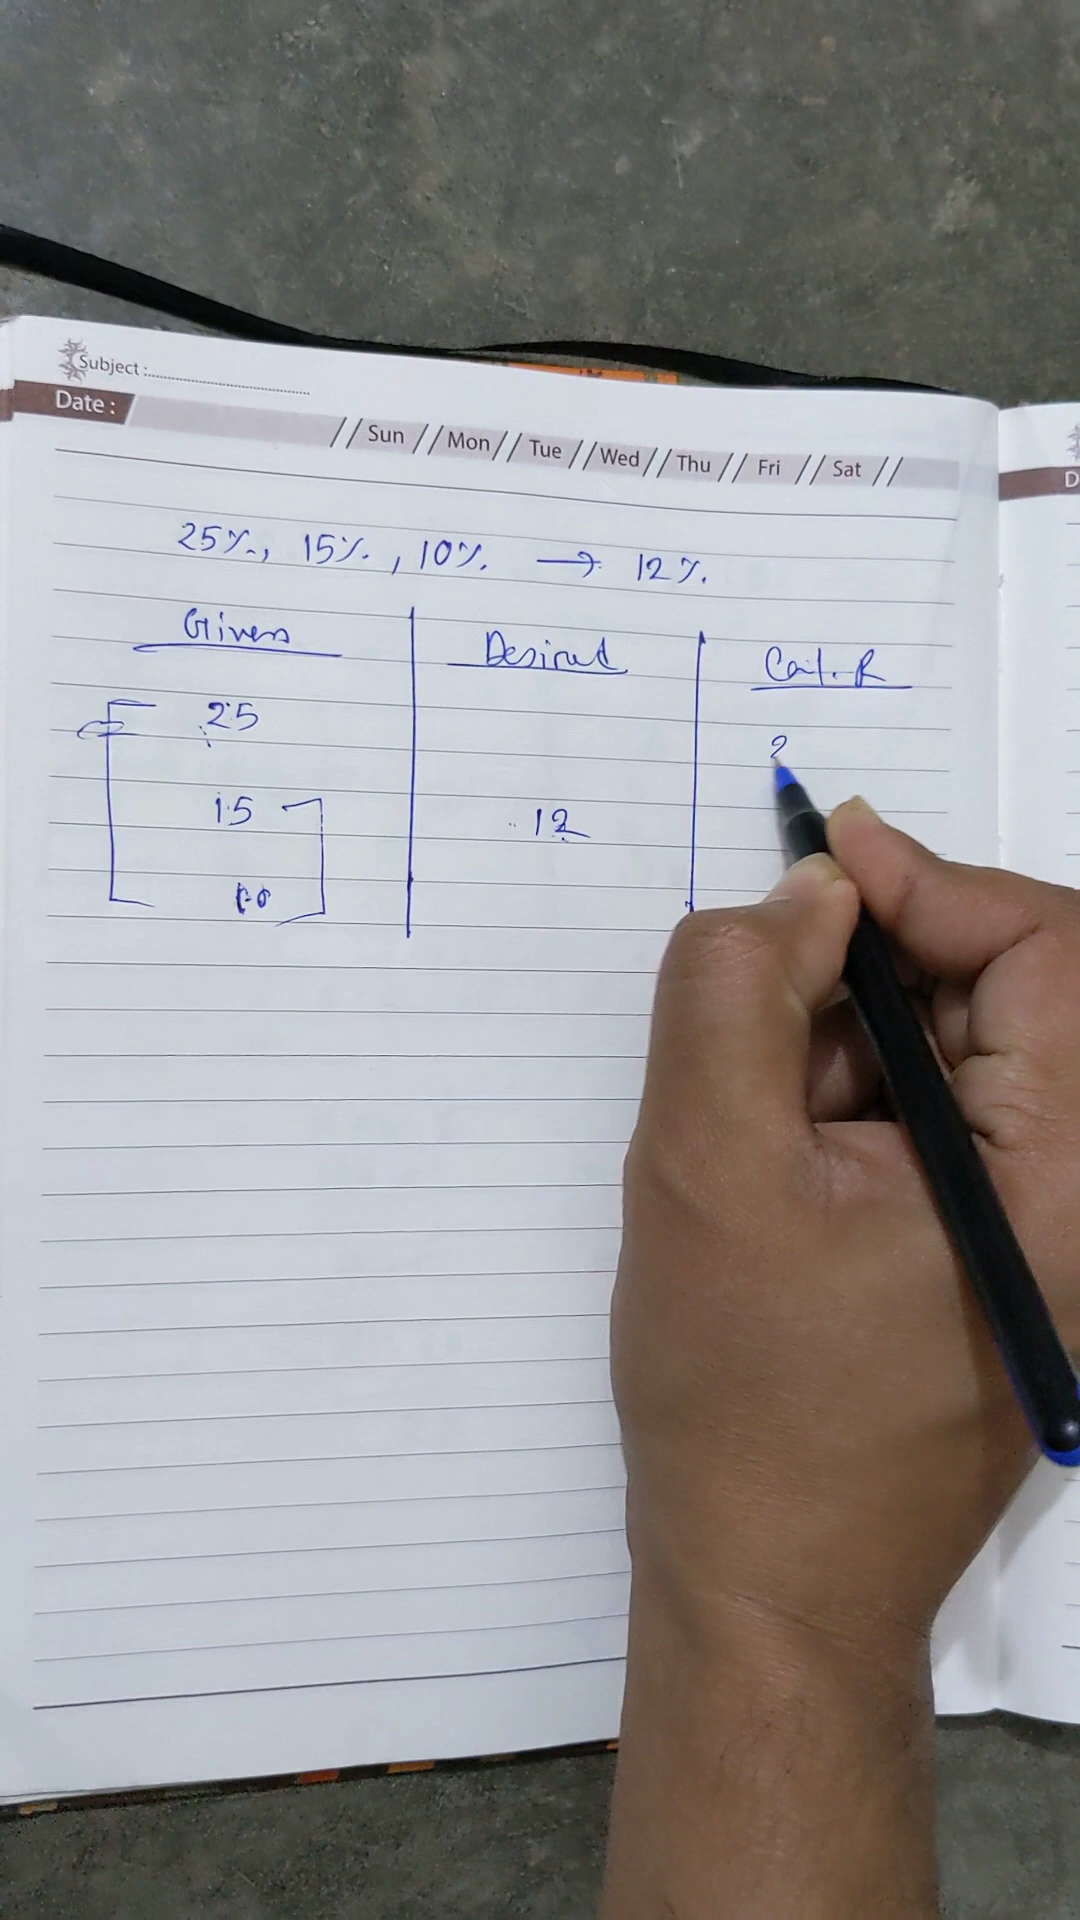 Subject :
Date :
// Sun // Mon // Tue // Wed // Thu // Fri // Sat //
D
25%, 15%, 10% → 12%.
Given Desired
25
2
15 12
10